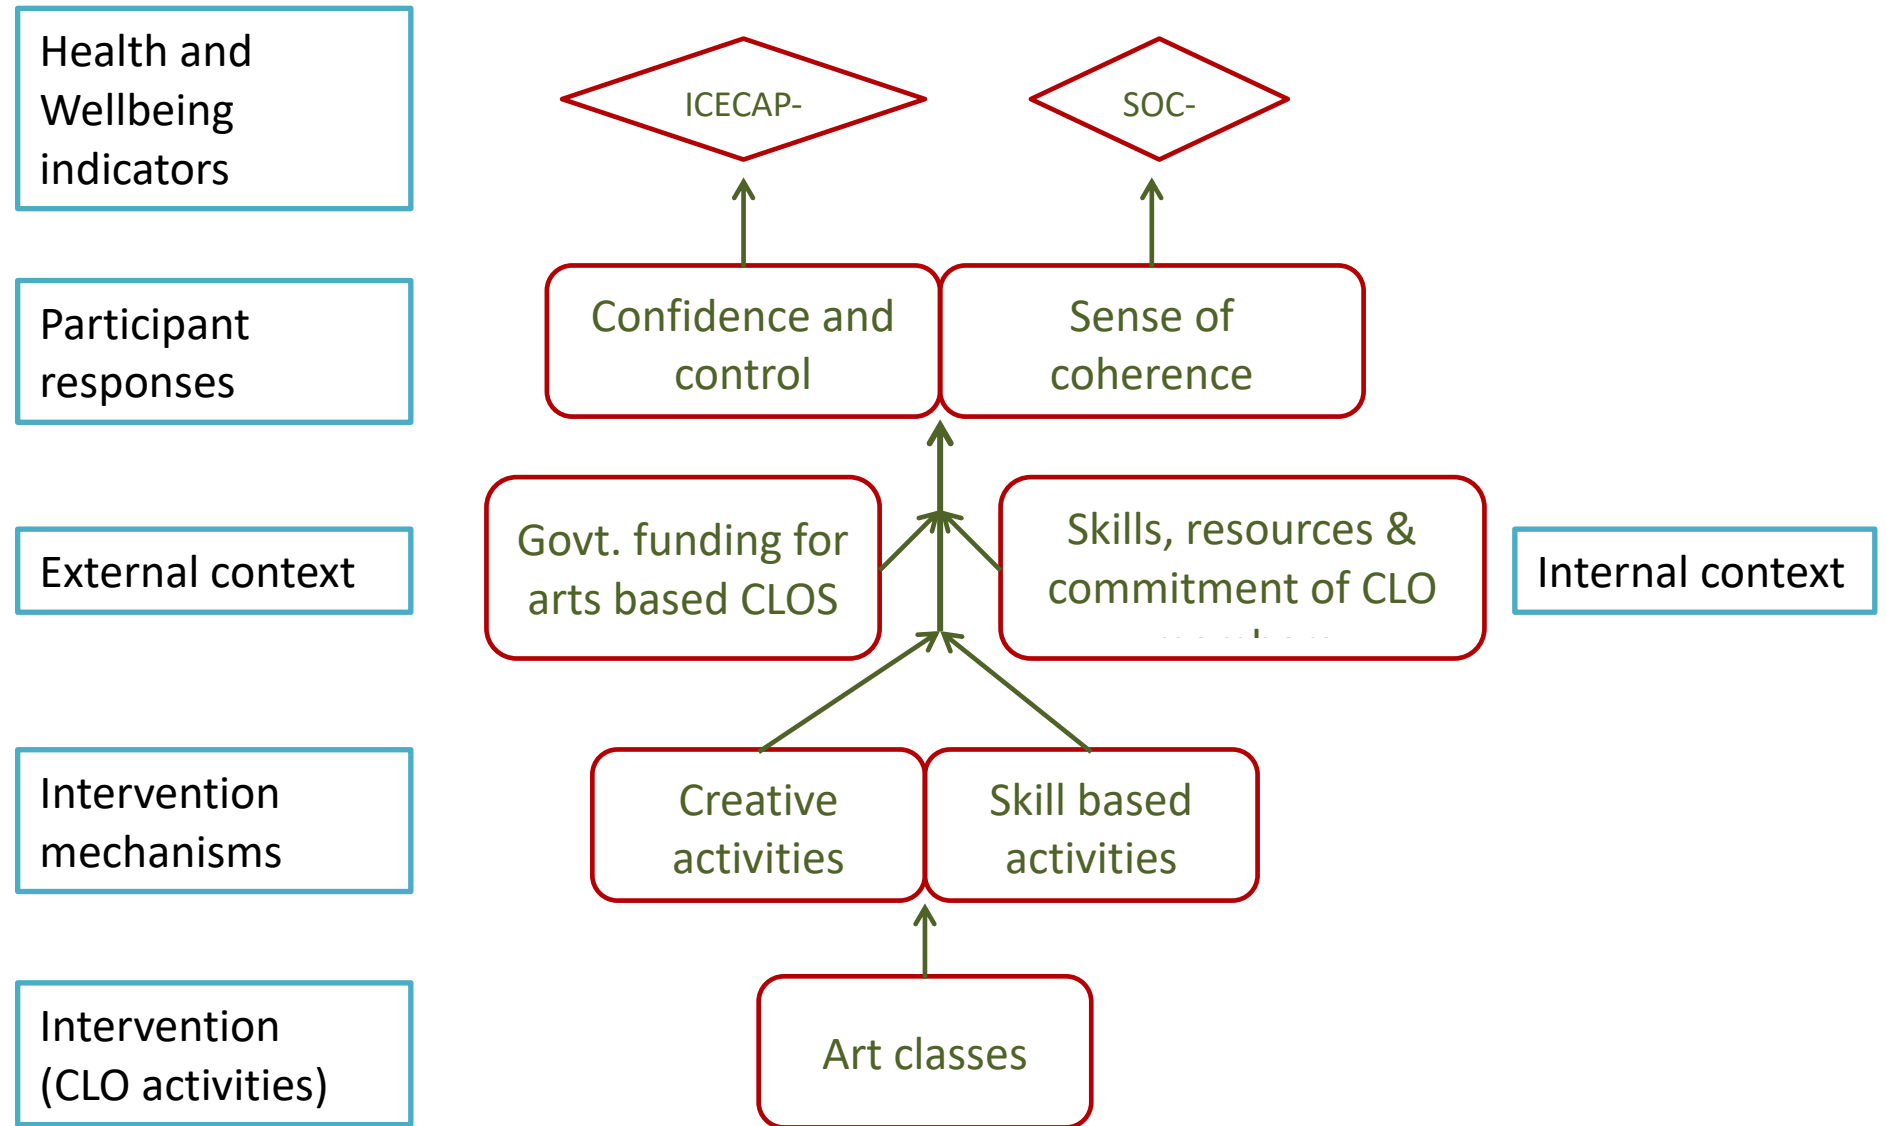 Health and
Wellbeing
indicators
ICECAP-
SOC-
Participant
responses
Confidence and
control
Sense of
coherence
External context
Govt. funding for
arts based CLOS
Skills, resources &
commitment of CLO
Internal context
Intervention
mechanisms
Creative
activities
Skill based
activities
Intervention
(CLO activities)
Art classes